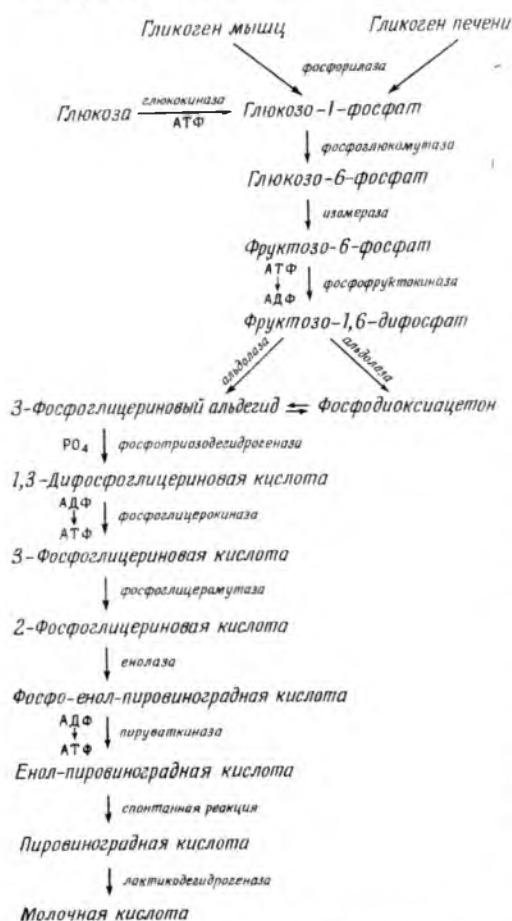 Гликоген мышц Гликоген печени
фосфорилаза
Глюкоза глюкокиназа АТФ Глюкозо-1-фосфат
фосфоглюкомутаза
Глюкозо-6-фосфат
изомераза
Фруктозо-6-фосфат
АТФ
фосфофруктокиназа
АДФ
Фруктозо-1,6-дифосфат
альдолаза альдолаза
3-Фосфоглицериновый альдегид Фосфодиоксиацетон
PO4 фосфотриозодегидрогеназа
1,3-Дифосфоглицериновая кислота
АДФ
фосфоглицерокиназа
АТФ
3-Фосфоглицериновая кислота
фосфоглицеромутаза
2-Фосфоглицериновая кислота
енолаза
Фосфо-енол-пировиноградная кислота
АДФ
пируваткиназа
АТФ
Енол-пировиноградная кислота
спонтанная реакция
Пировиноградная кислота
лактикодегидрогеназа
Молочная кислота